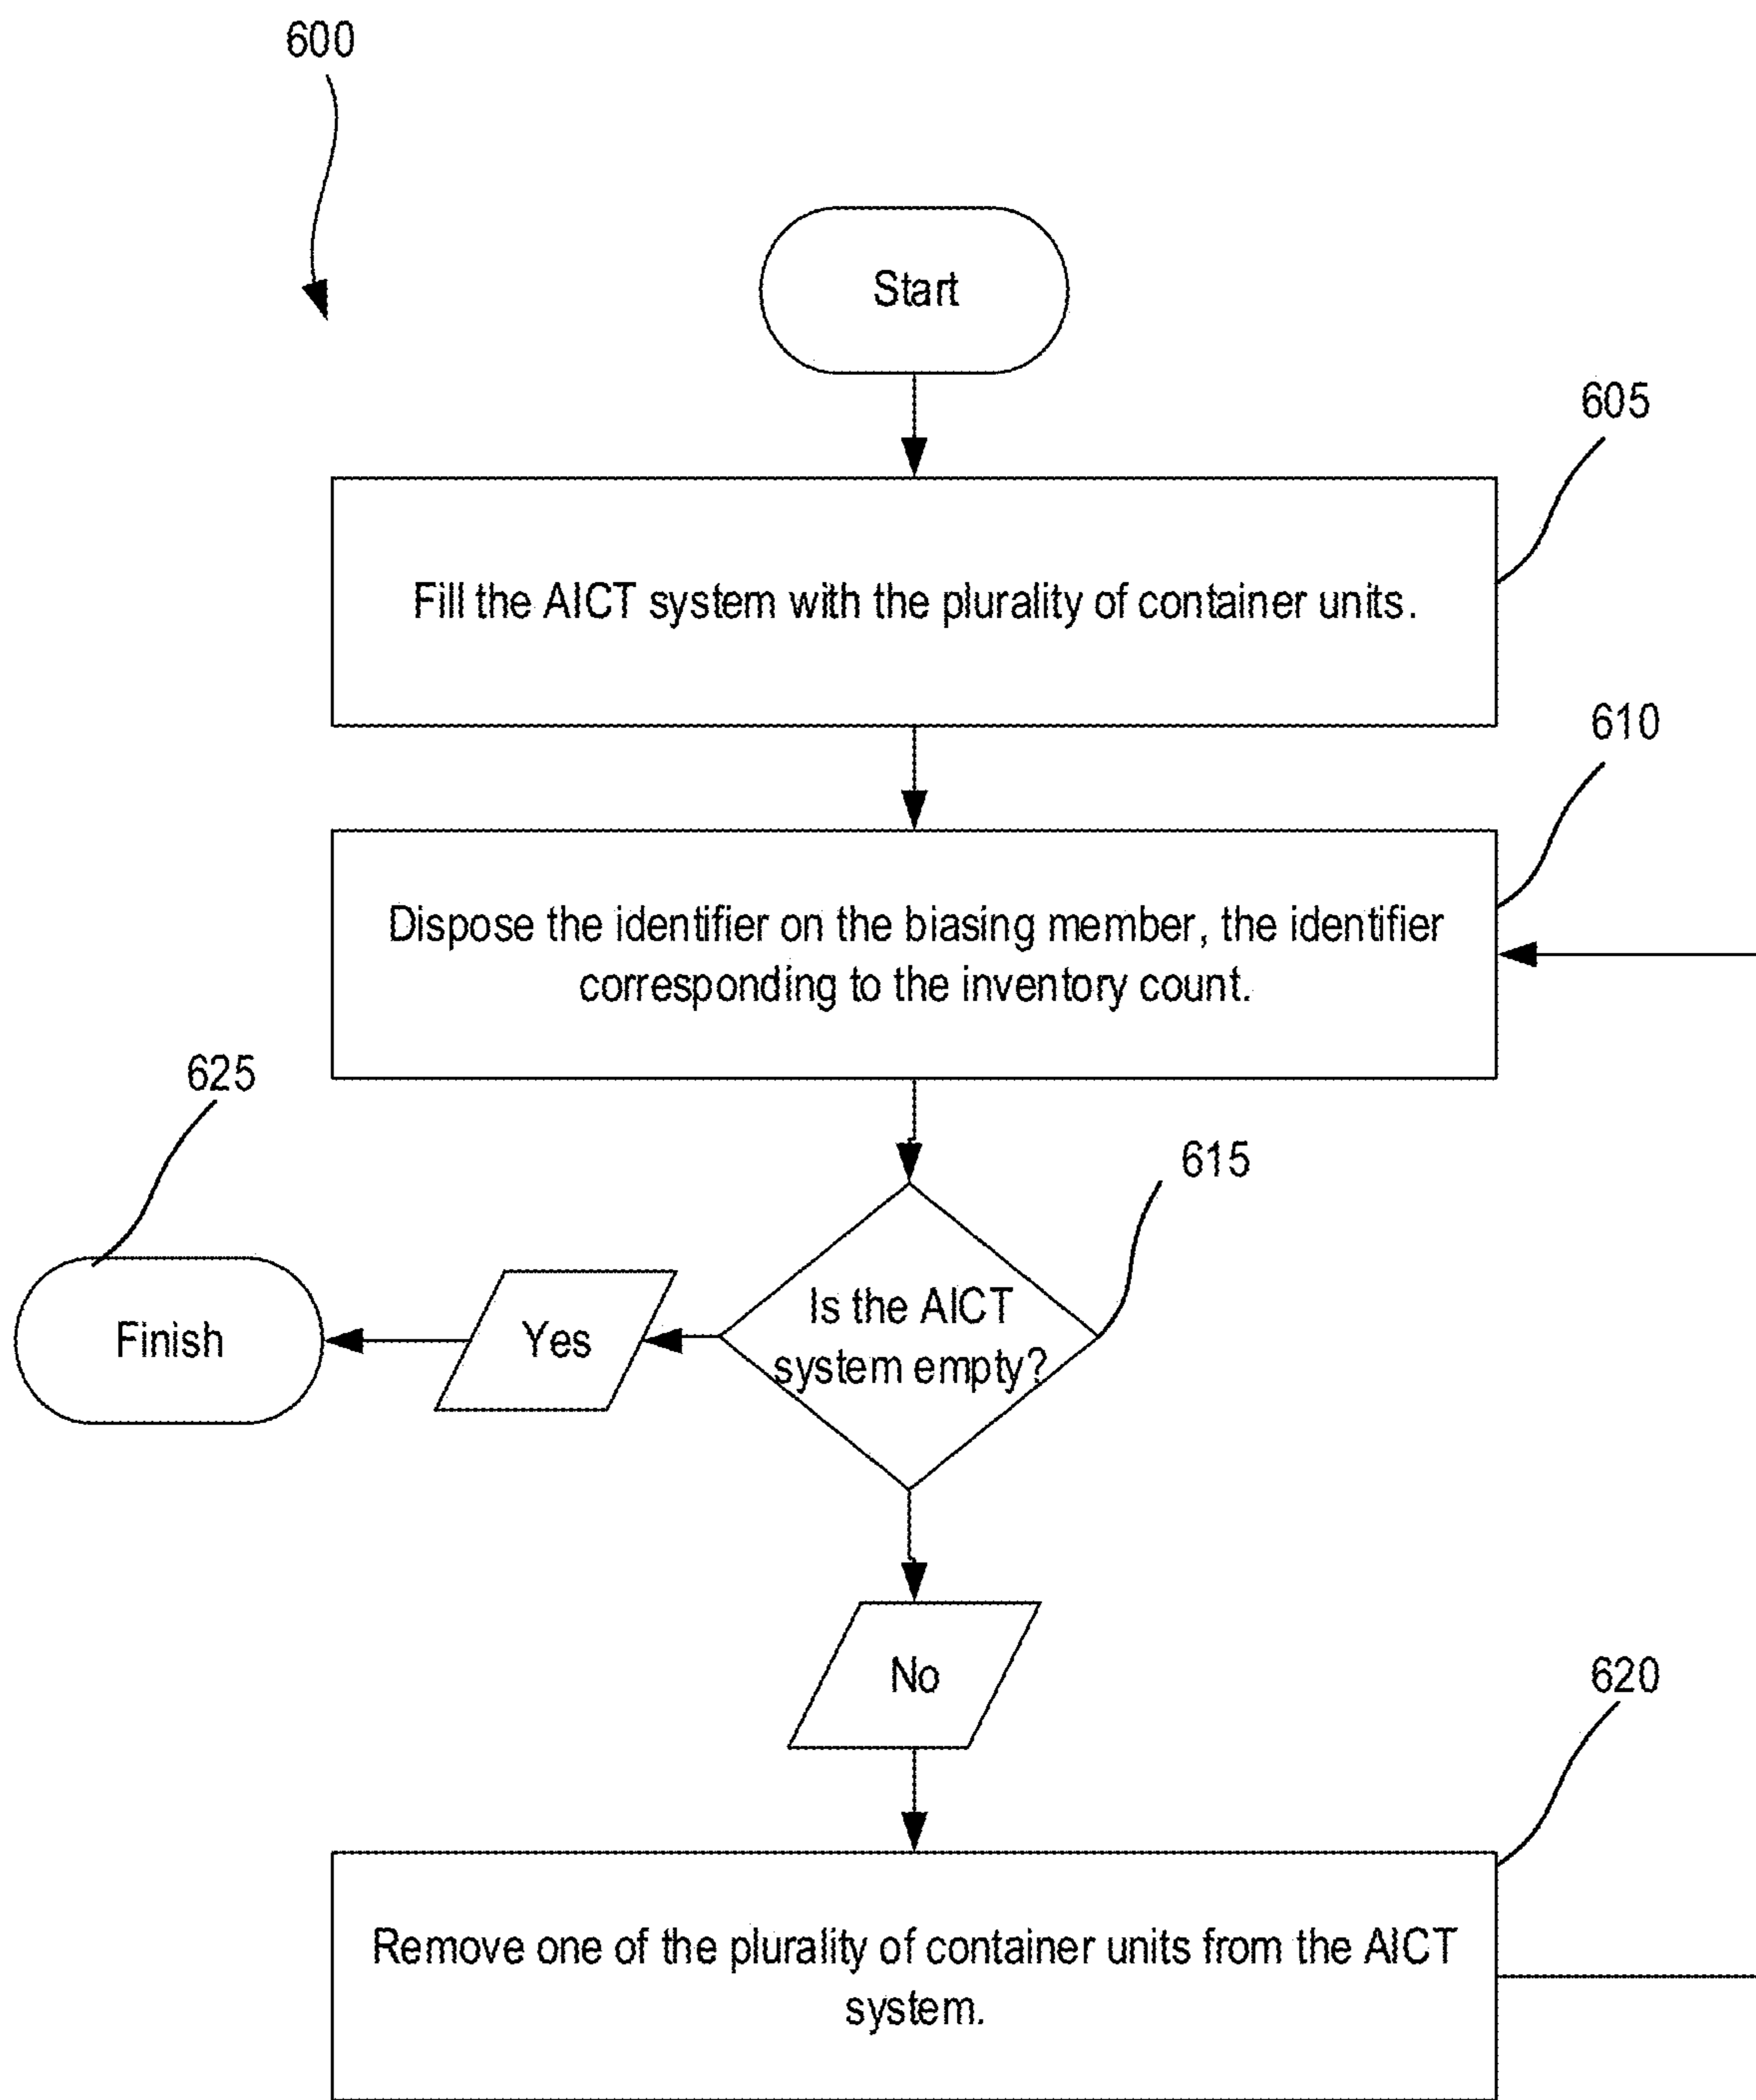 600
Start
605
Fill the AICT system with the plurality of container units.
610
Dispose the identifier on the biasing member, the identifier
corresponding to the inventory count.
625
615
Is the AICT
system empty?
Yes
Finish
No
620
Remove one of the plurality of container units from the AICT
system.